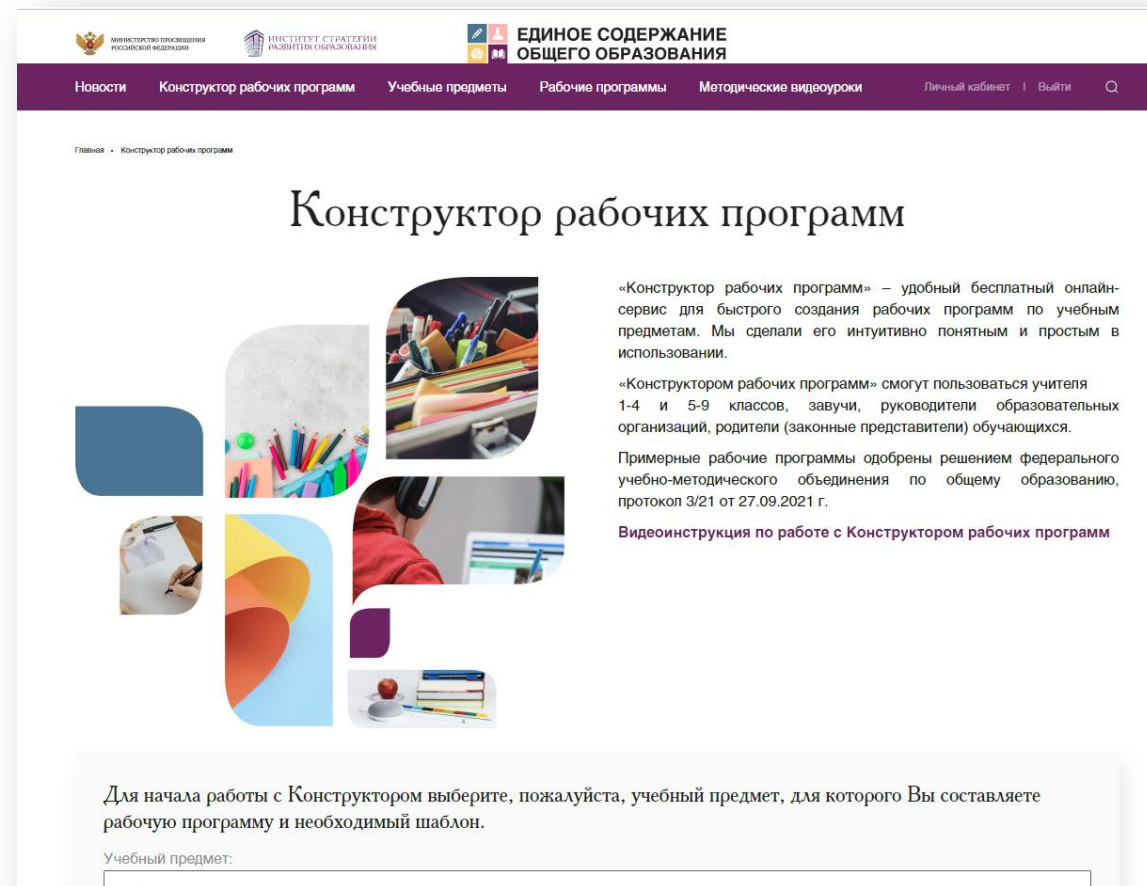 МИНИСТЕРСТВО ПРОСВЕЩЕНИЯ
РОССИЙСКОЙ ФЕДЕРАЦИИ
ИНСТИТУТ СТРАТЕГИИ
РАЗВИТИЯ ОБРАЗОВАНИЯ
ЕДИНОЕ СОДЕРЖАНИЕ
ОБЩЕГО ОБРАЗОВАНИЯ
Новости Конструктор рабочих программ Учебные предметы Рабочие программы Методические видеоуроки Личный кабинет | Выйти
Главная • Конструктор рабочих программ
Конструктор рабочих программ
«Конструктор рабочих программ» – удобный бесплатный онлайн-
сервис для быстрого создания рабочих программ по учебным
предметам. Мы сделали его интуитивно понятным и простым в
использовании.
«Конструктором рабочих программ» смогут пользоваться учителя
1-4 и 5-9 классов, завучи, руководители образовательных
организаций, родители (законные представители) обучающихся.
Примерные рабочие программы одобрены решением федерального
учебно-методического объединения по общему образованию,
протокол 3/21 от 27.09.2021 г.
Видеоинструкция по работе с Конструктором рабочих программ
Для начала работы с Конструктором выберите, пожалуйста, учебный предмет, для которого Вы составляете
рабочую программу и необходимый шаблон.
Учебный предмет: